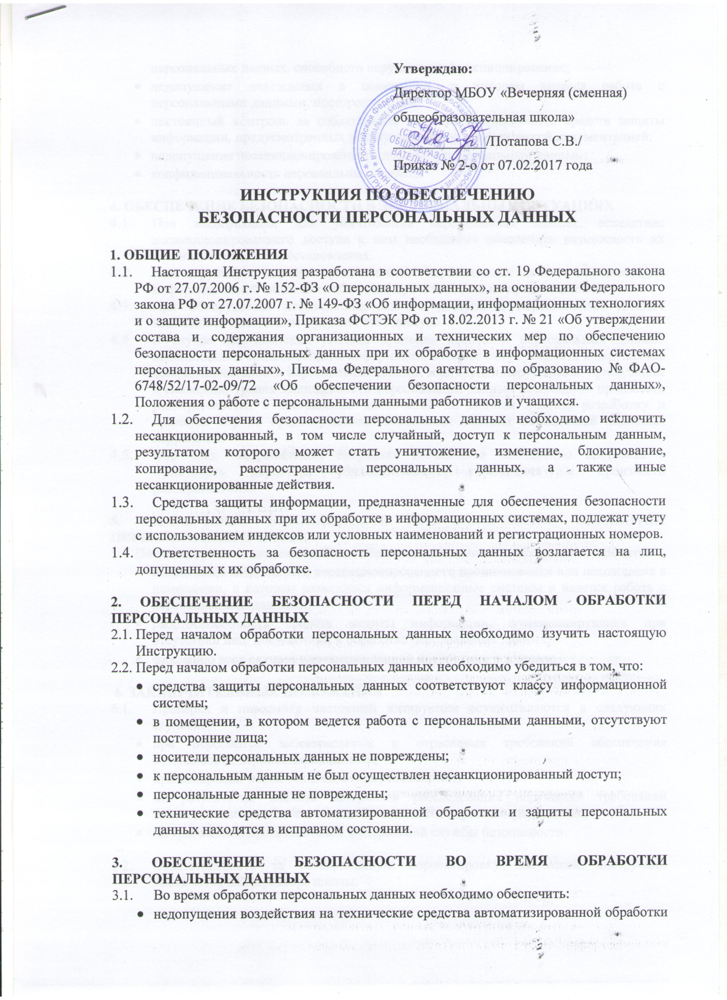 Утверждаю:
Директор МБОУ «Вечерняя (сменная)
общеобразовательная школа»
/Потапова С.В./
Приказ № 2-о от 07.02.2017 года
ИНСТРУКЦИЯ ПО ОБЕСПЕЧЕНИЮ
БЕЗОПАСНОСТИ ПЕРСОНАЛЬНЫХ ДАННЫХ
1. ОБЩИЕ ПОЛОЖЕНИЯ
1.1. Настоящая Инструкция разработана в соответствии со ст. 19 Федерального закона
РФ от 27.07.2006 г. № 152-ФЗ «О персональных данных», на основании Федерального
закона РФ от 27.07.2007 г. № 149-ФЗ «Об информации, информационных технологиях
и о защите информации», Приказа ФСТЭК РФ от 18.02.2013 г. № 21 «Об утверждении
состава и содержания организационных и технических мер по обеспечению
безопасности персональных данных при их обработке в информационных системах
персональных данных», Письма Федерального агентства по образованию № ФАО-
6748/52/17-02-09/72 «Об обеспечении безопасности персональных данных»,
Положения о работе с персональными данными работников и учащихся.
1.2. Для обеспечения безопасности персональных данных необходимо исключить
несанкционированный, в том числе случайный, доступ к персональным данным,
результатом которого может стать уничтожение, изменение, блокирование,
копирование, распространение персональных данных, а также иные
несанкционированные действия.
1.3. Средства защиты информации, предназначенные для обеспечения безопасности
персональных данных при их обработке в информационных системах, подлежат учету
с использованием индексов или условных наименований и регистрационных номеров.
1.4. Ответственность за безопасность персональных данных возлагается на лиц,
допущенных к их обработке.
2. ОБЕСПЕЧЕНИЕ БЕЗОПАСНОСТИ ПЕРЕД НАЧАЛОМ ОБРАБОТКИ
ПЕРСОНАЛЬНЫХ ДАННЫХ
2.1. Перед началом обработки персональных данных необходимо изучить настоящую
Инструкцию.
2.2. Перед началом обработки персональных данных необходимо убедиться в том, что:
• средства защиты персональных данных соответствуют классу информационной
системы;
• в помещении, в котором ведется работа с персональными данными, отсутствуют
посторонние лица;
• носители персональных данных не повреждены;
• к персональным данным не был осуществлен несанкционированный доступ;
• персональные данные не повреждены;
• технические средства автоматизированной обработки и защиты персональных
данных находятся в исправном состоянии.
3. ОБЕСПЕЧЕНИЕ БЕЗОПАСНОСТИ ВО ВРЕМЯ ОБРАБОТКИ
ПЕРСОНАЛЬНЫХ ДАННЫХ
3.1. Во время обработки персональных данных необходимо обеспечить:
• недопущения воздействия на технические средства автоматизированной обработки